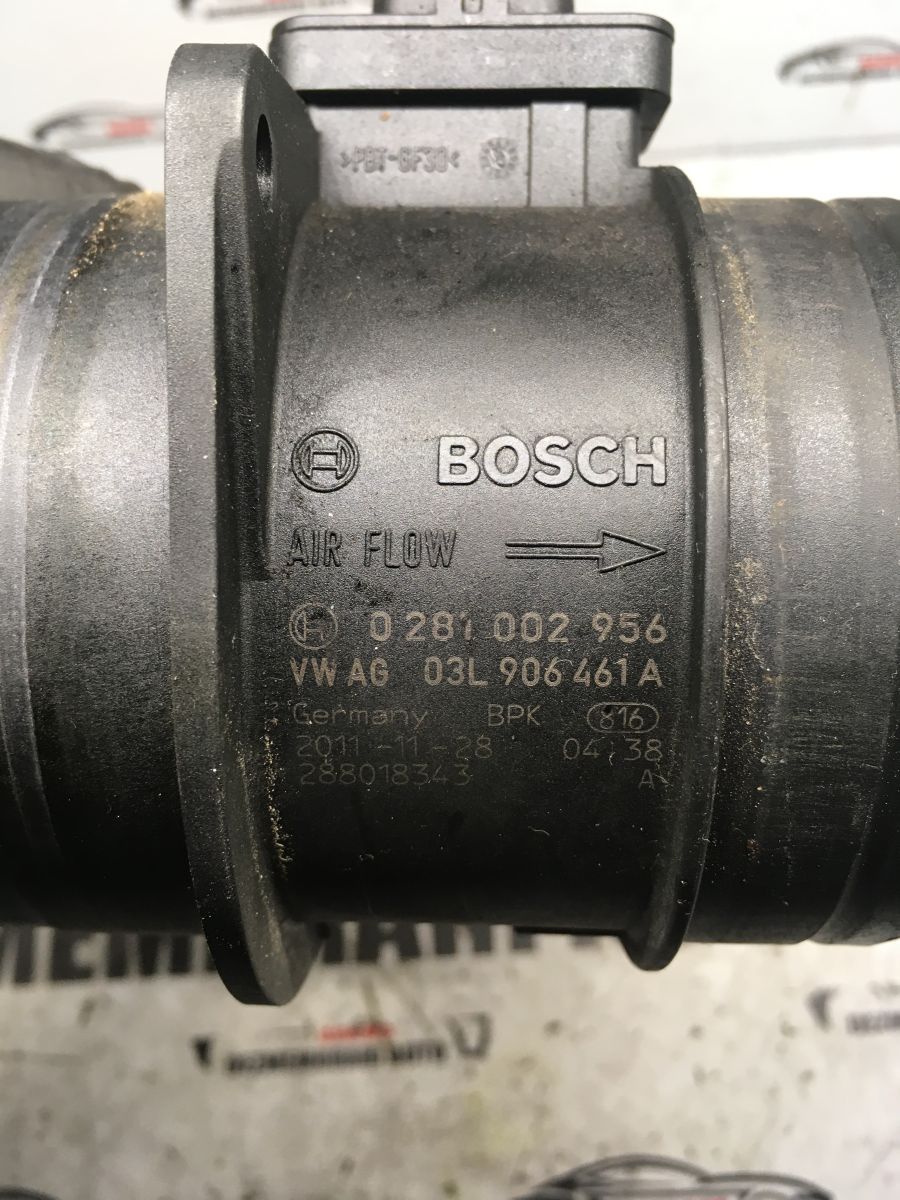 >PBT-GF30<
BOSCH
AIR FLOW
0 281 002 956
VW AG 03L 906 461 A
Germany BPK 816
2011-11-28 04:38
288018343 A